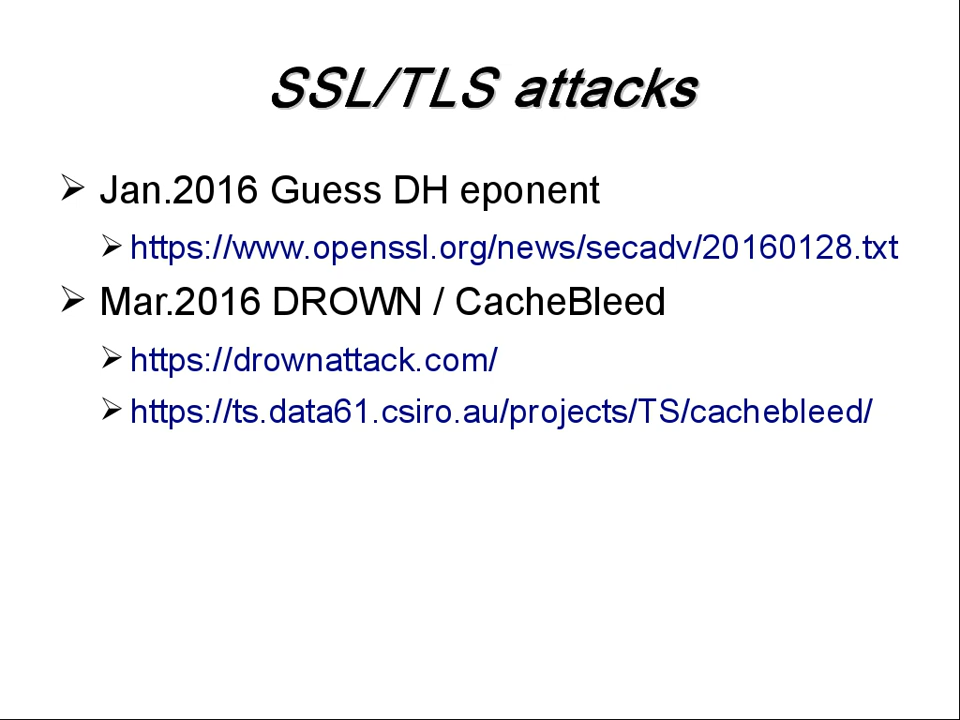 SSL/TLS attacks
Jan.2016 Guess DH eponent
https://www.openssl.org/news/secadv/20160128.txt
Mar.2016 DROWN / CacheBleed
https://drownattack.com/
https://ts.data61.csiro.au/projects/TS/cachebleed/